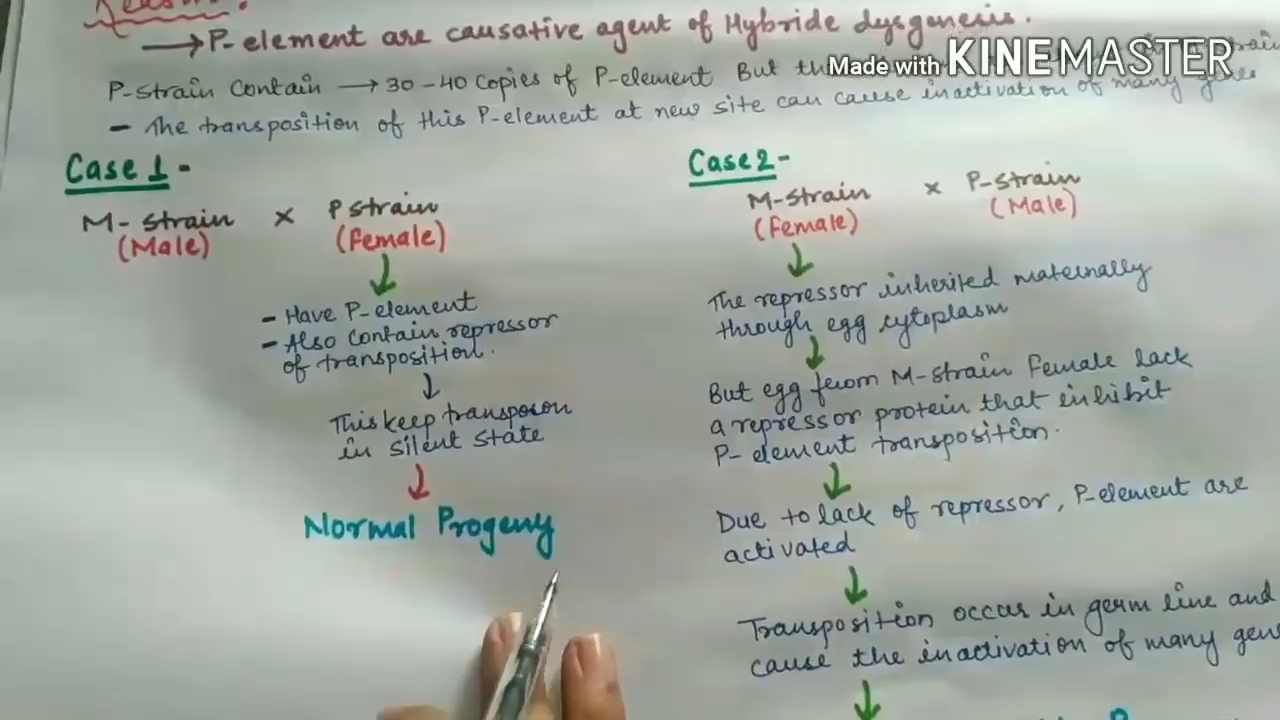 Reason:
→ P-element are causative agent of Hybride dysgenesis.
Made with KINEMASTER
P-strain Contain → 30-40 Copies of P-element But th
- The transposition of this P-element at new site can cause inactivation of many gene
Case 1 -
M- strain × P strain
(Male) (Female)
- Have P-element
- Also contain repressor
of transposition.
This keep transposon
in silent state
Normal Progeny
Case 2 -
M-strain × P-strain
(Female) (Male)
The repressor inherited maternally
through egg cytoplasm
But egg from M-strain Female lack
a repressor protein that inhibit
P- element transposition.
Due to lack of repressor, P-element are
activated
Transposition occur in germ line and
cause the inactivation of many gen